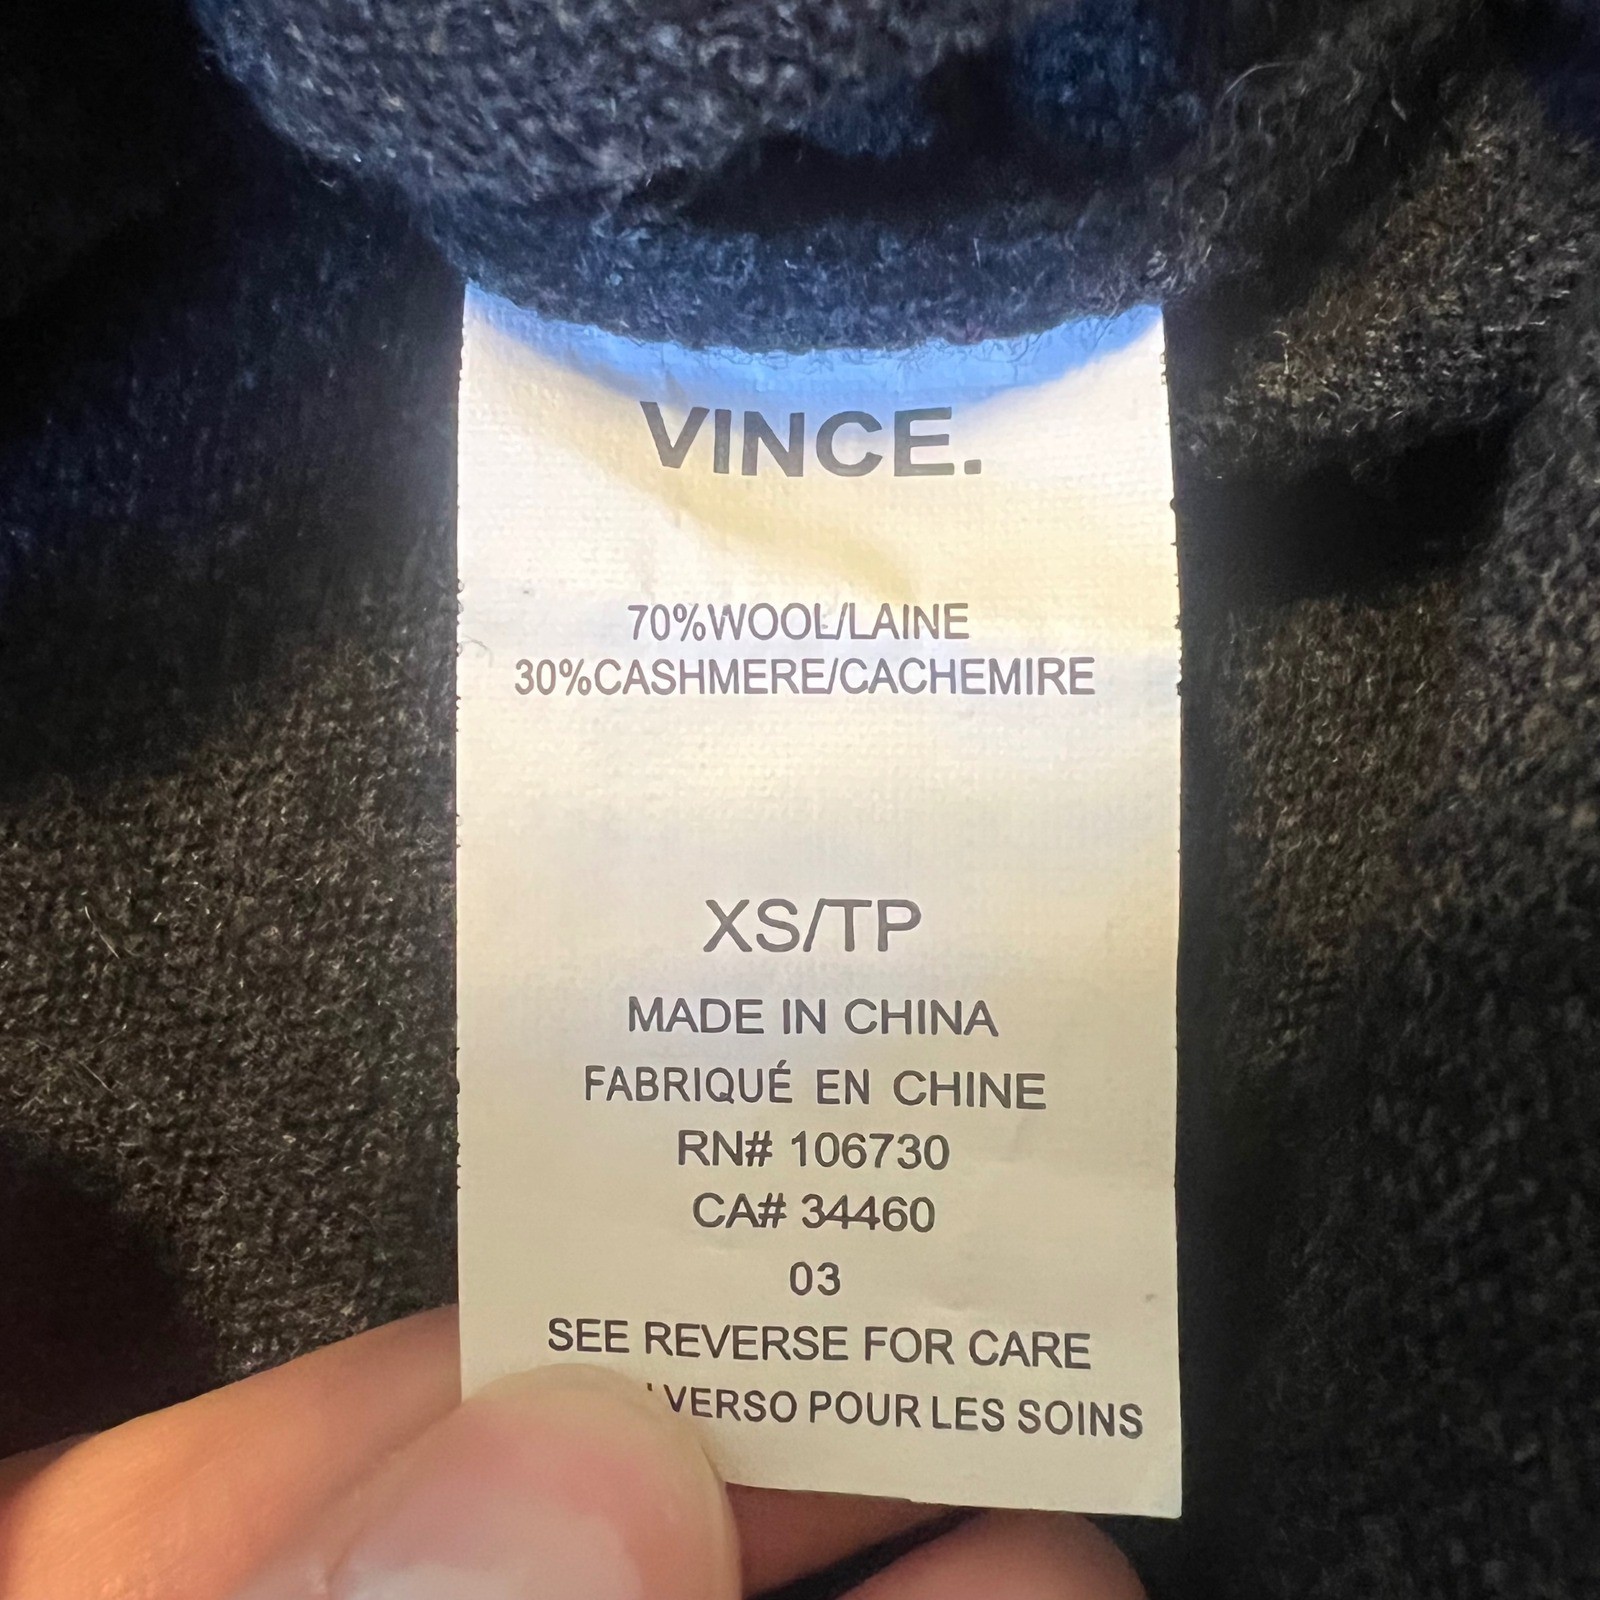 VINCE.
70%WOOL/LAINE
30%CASHMERE/CACHEMIRE
XS/TP
MADE IN CHINA
FABRIQUÉ EN CHINE
RN# 106730
CA# 34460
03
SEE REVERSE FOR CARE
VERSO POUR LES SOINS